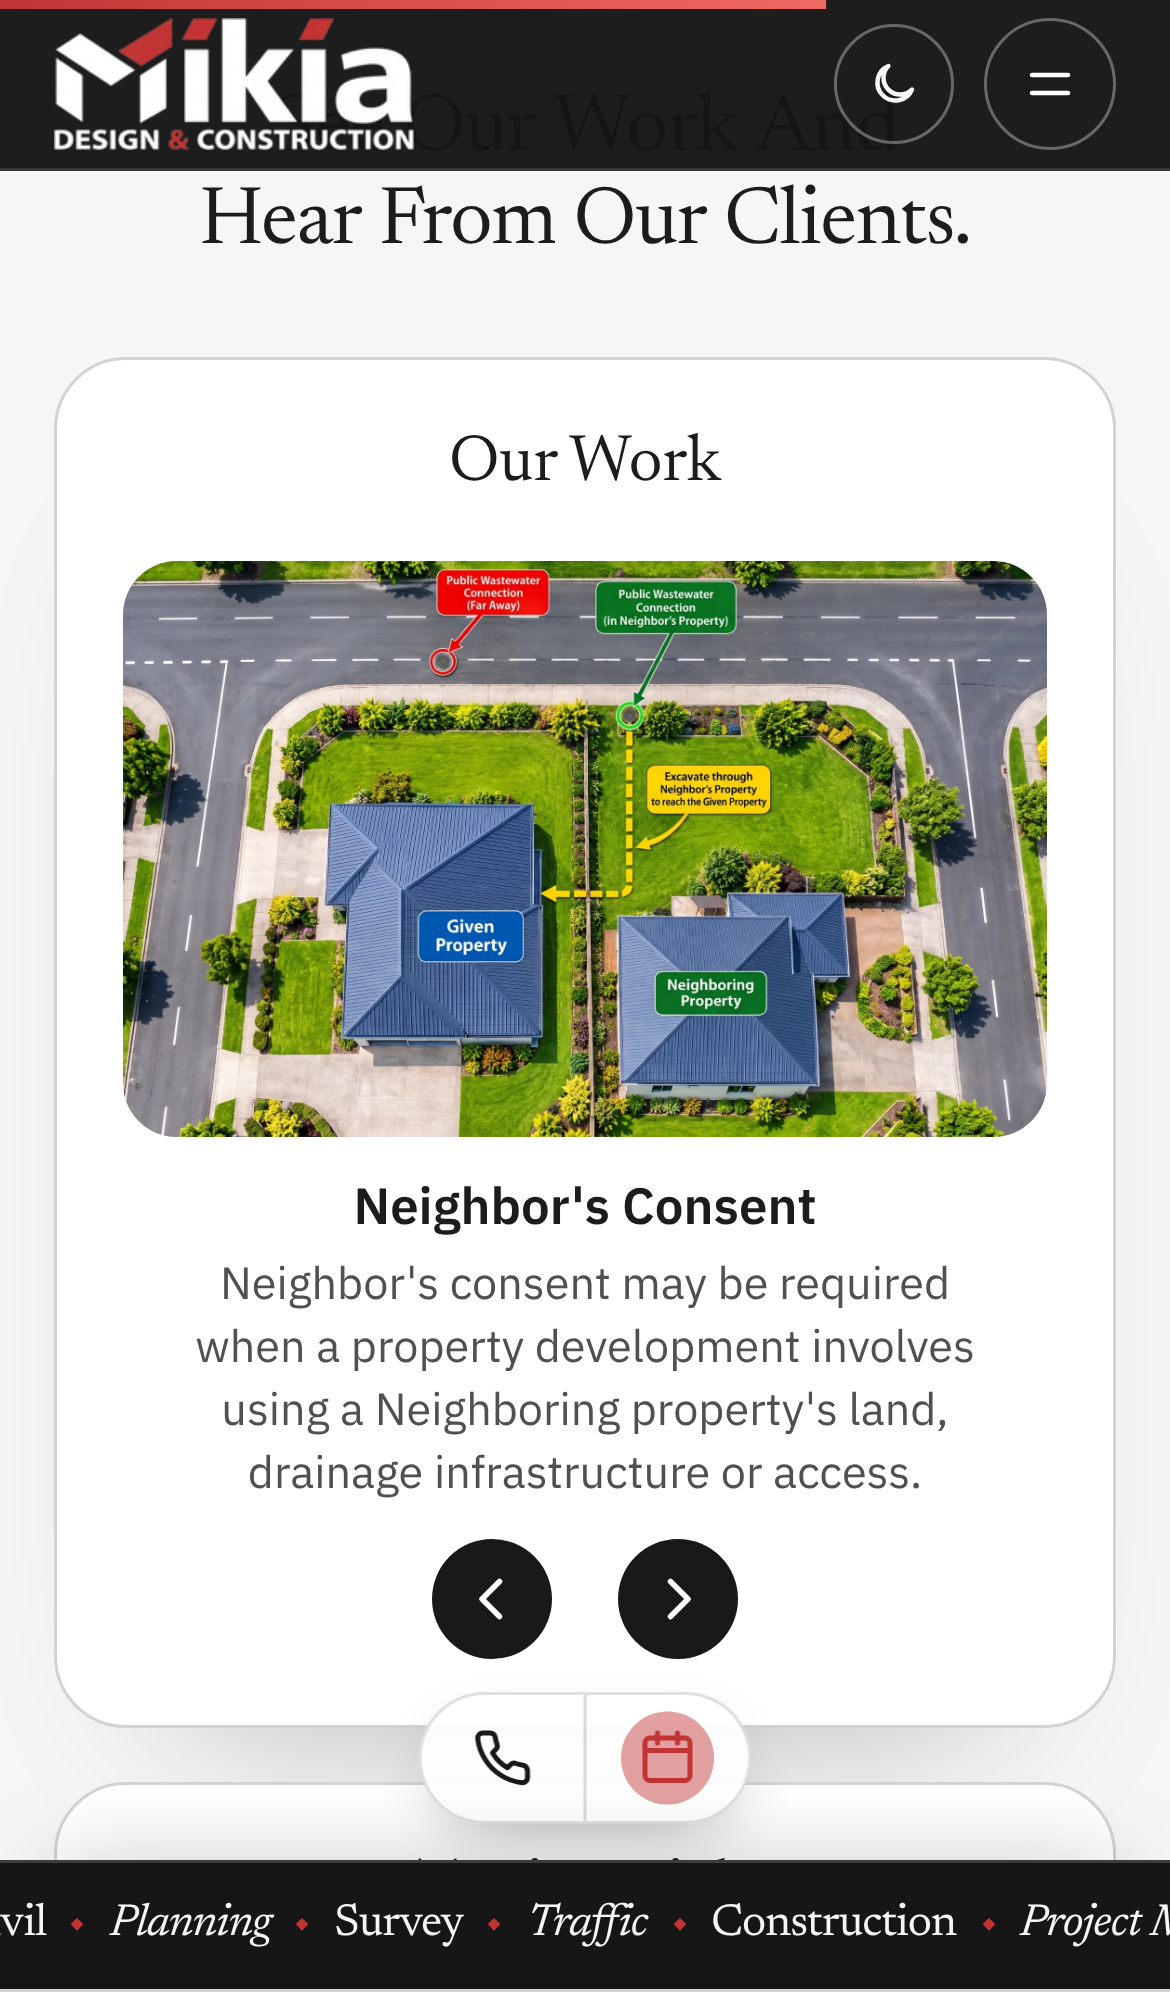 Mikia
DESIGN & CONSTRUCTION
Our Work And
Hear From Our Clients.
Our Work
Public Wastewater
Connection
(Far Away)
Public Wastewater
Connection
(in Neighbor's Property)
Excavate through
Neighbor's Property
to reach the Given Property
Given
Property
Neighboring
Property
Neighbor's Consent
Neighbor's consent may be required
when a property development involves
using a Neighboring property's land,
drainage infrastructure or access.
vil ◆ Planning ◆ Survey ◆ Traffic ◆ Construction ◆ Project M